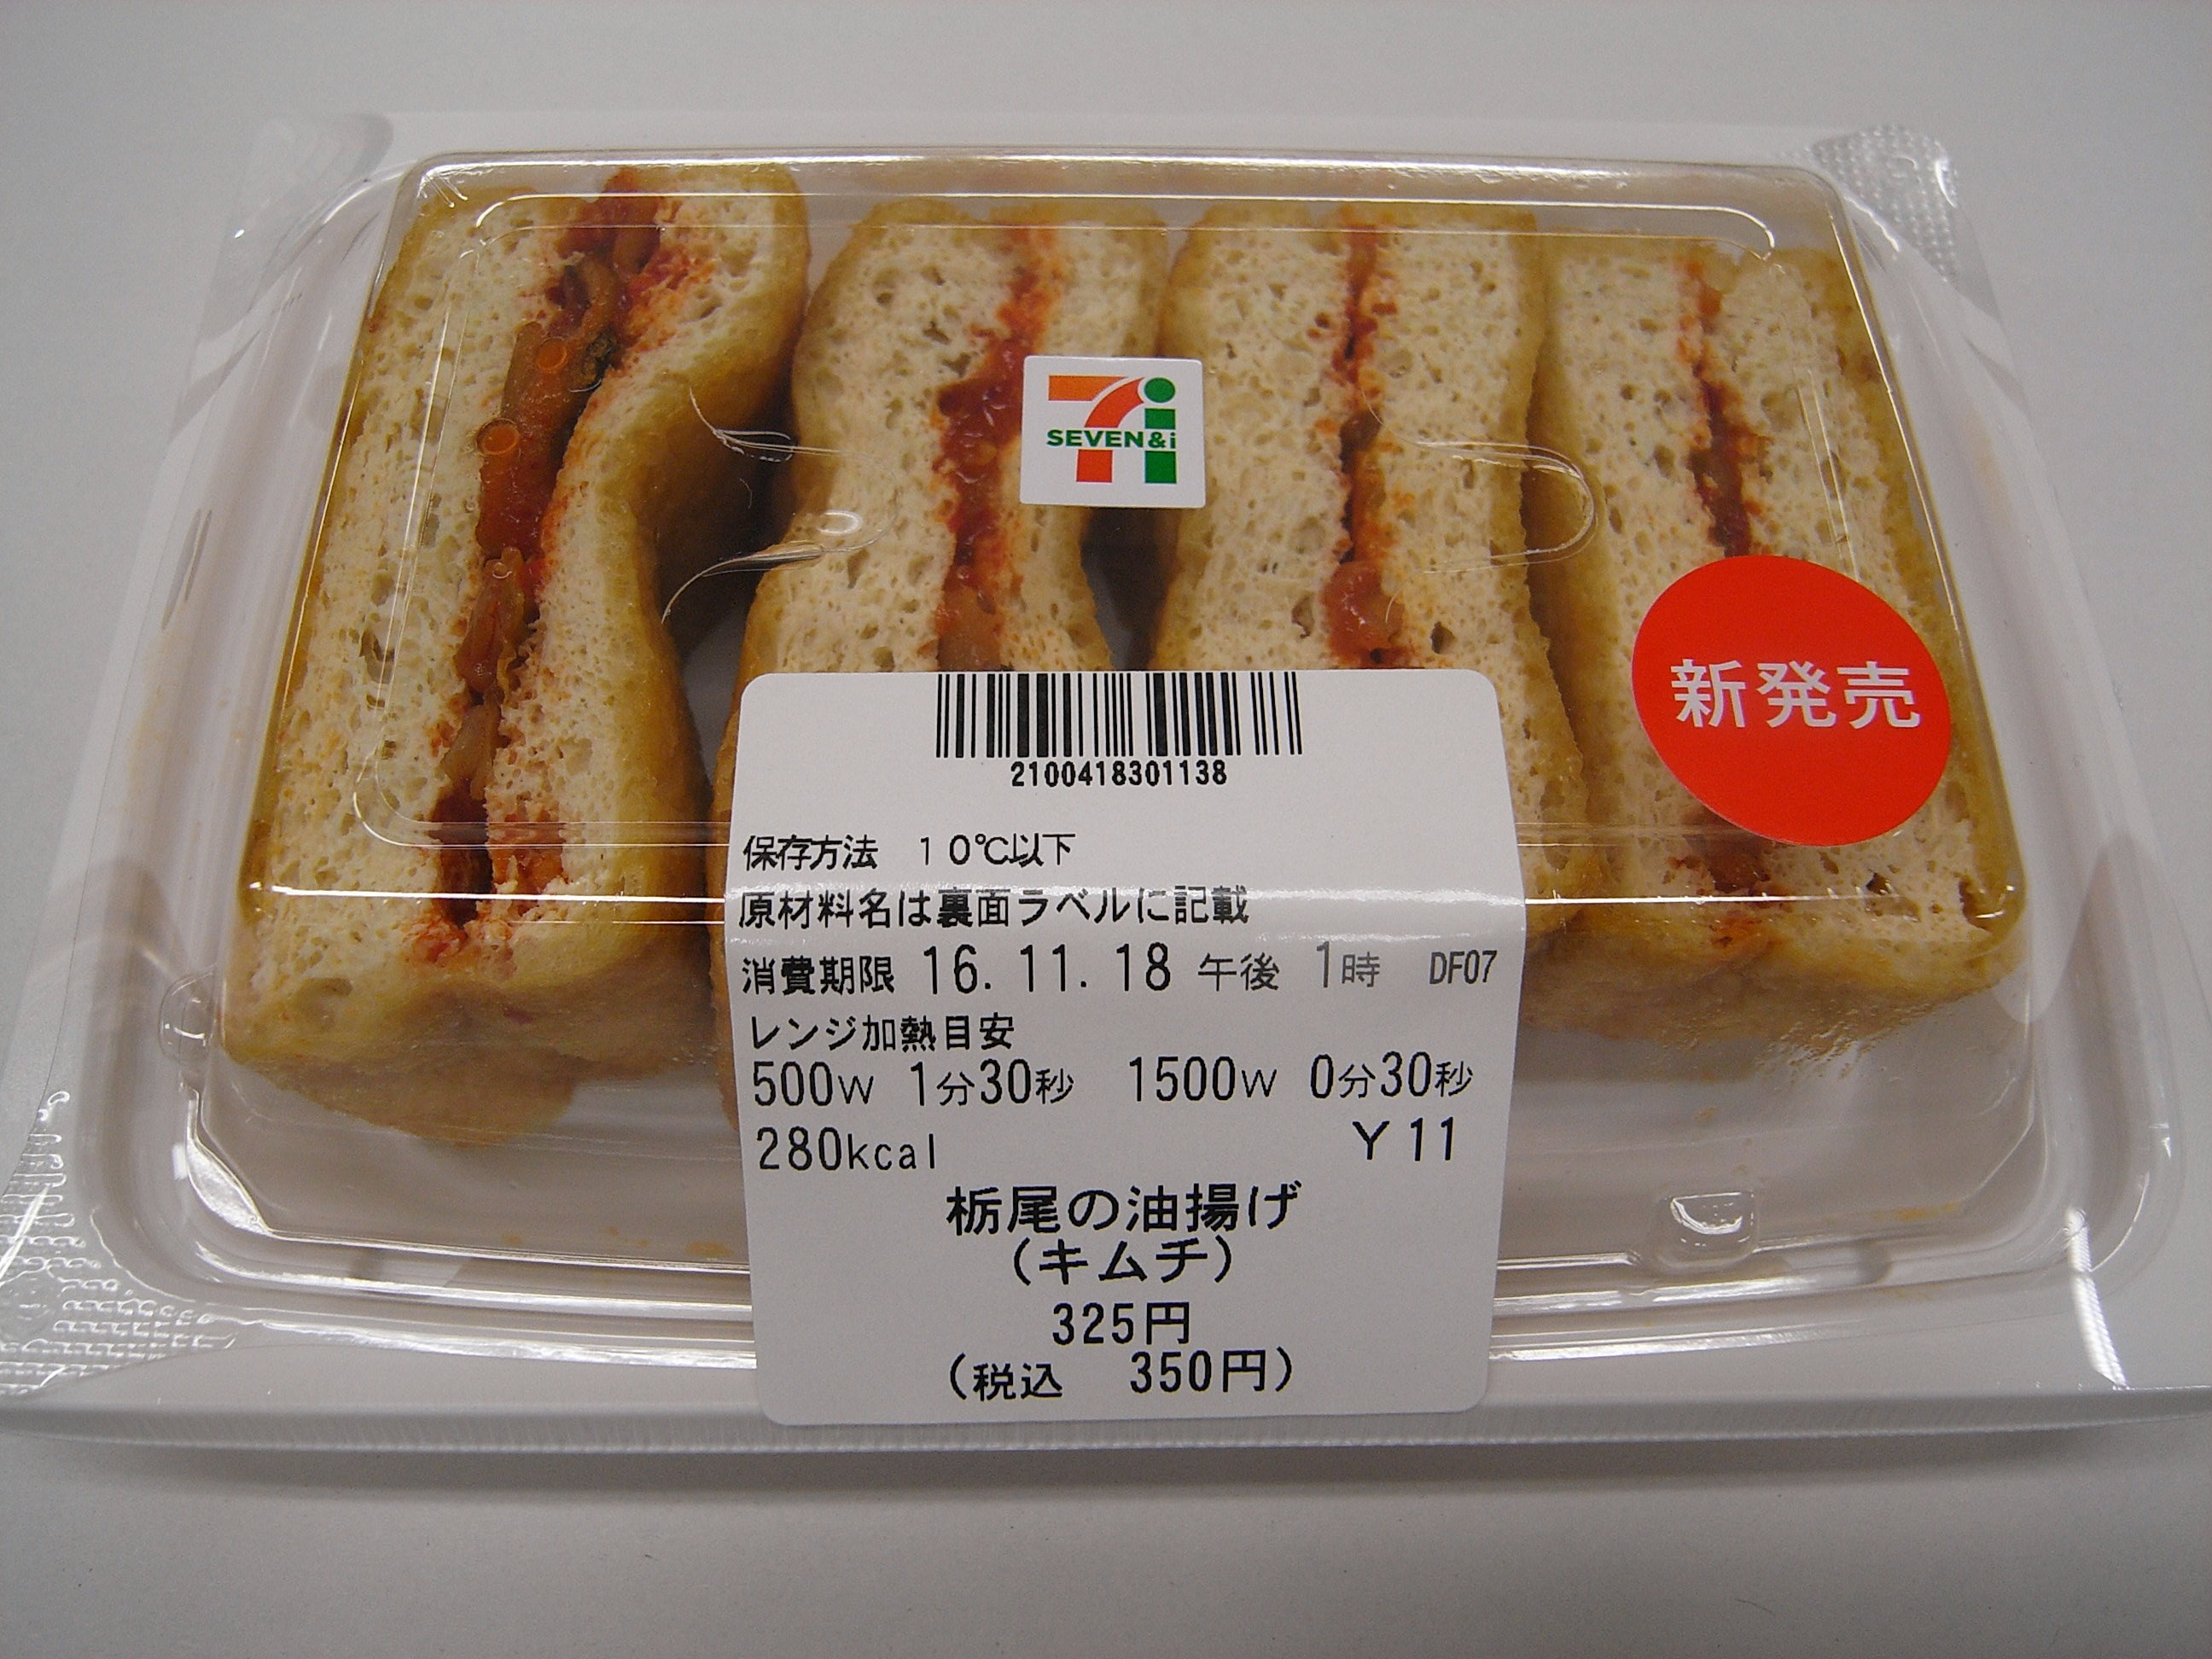 SEVEN&i
新発売
2100418301138
保存方法 10℃以下
原材料名は裏面ラベルに記載
消費期限 16.11.18 午後 1時 DF07
レンジ加熱目安
500W 1分30秒 1500W 0分30秒
280kcal Y11
栃尾の油揚げ
(キムチ)
325円
(税込 350円)